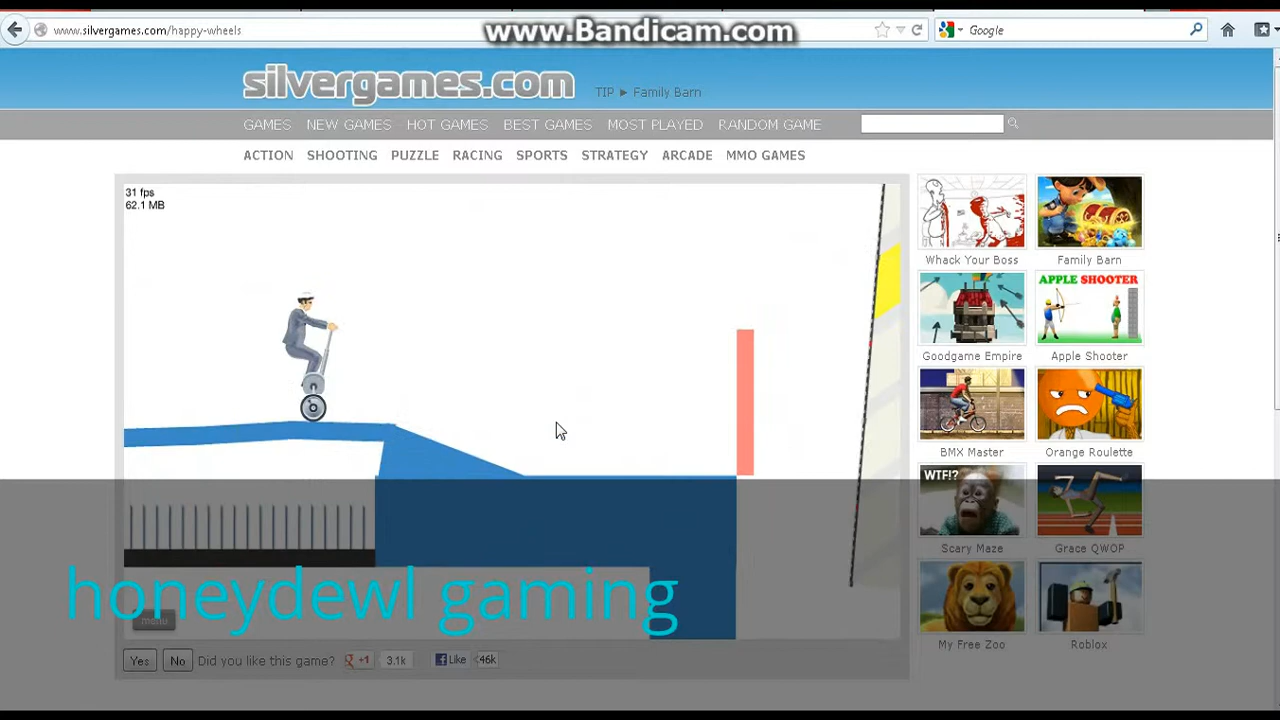 www.Bandicam.com
www.silvergames.com/happy-wheels
Google
silvergames.com
TIP ► Family Barn
GAMES NEW GAMES HOT GAMES BEST GAMES MOST PLAYED RANDOM GAME
ACTION SHOOTING PUZZLE RACING SPORTS STRATEGY ARCADE MMO GAMES
31 fps
62.1 MB
Whack Your Boss
Family Barn
APPLE SHOOTER
Goodgame Empire
Apple Shooter
BMX Master
Orange Roulette
WTF!?
Scary Maze
Grace QWOP
My Free Zoo
Roblox
honeydewl gaming
menu
Yes No Did you like this game? +1 3.1k Like 46k